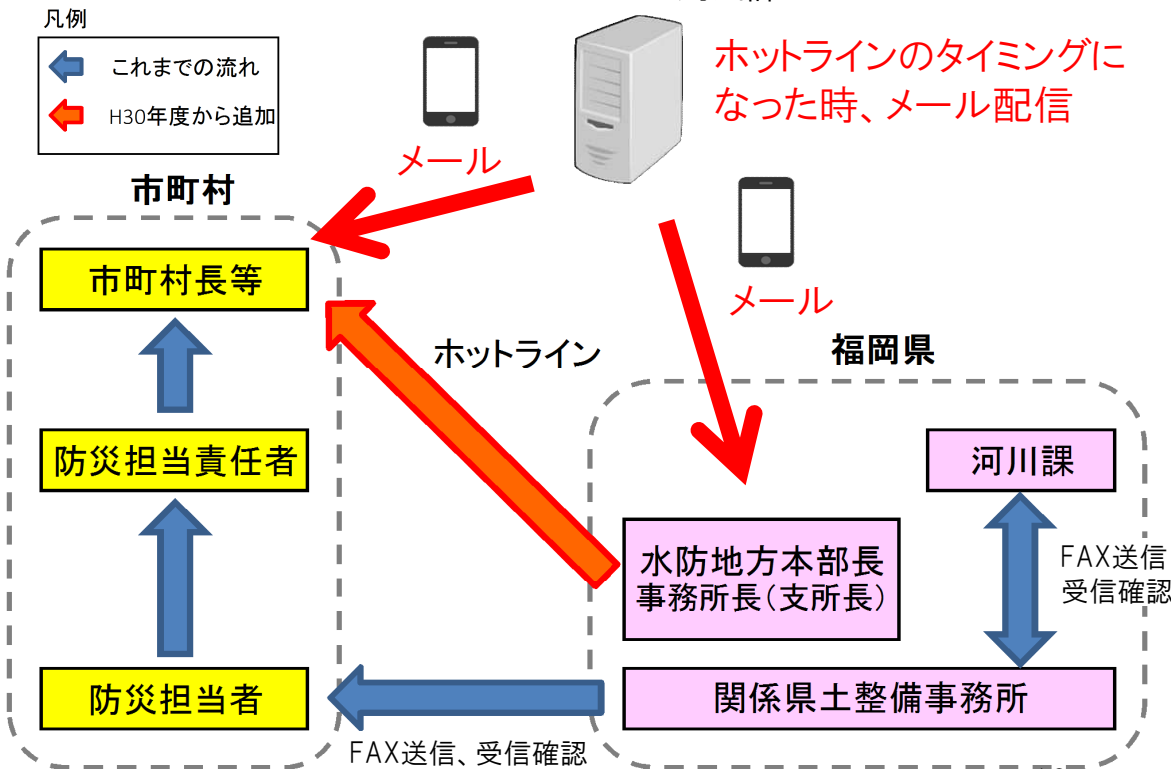 凡例
これまでの流れ
H30年度から追加
ホットラインのタイミングに
なった時、メール配信
メール
メール
市町村
市町村長等
防災担当責任者
防災担当者
ホットライン
福岡県
河川課
水防地方本部長
事務所長(支所長)
FAX送信
受信確認
関係県土整備事務所
FAX送信、受信確認